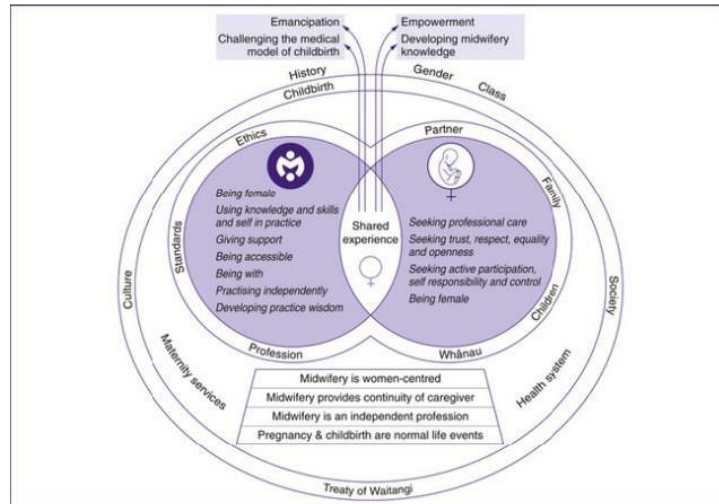 Emancipation
Challenging the medical
model of childbirth
Empowerment
Developing midwifery
knowledge
History
Gender
Class
Childbirth
Ethics
Partner
Being female
Using knowledge and skills
and self in practice
Giving support
Being accessible
Being with
Practising independently
Developing practice wisdom
Shared
experience
Seeking professional care
Seeking trust, respect, equality
and openness
Seeking active participation,
self responsibility and control
Being female
Standards
Family
Children
Culture
Society
Profession
Whânau
Maternity services
Health system
Midwifery is women-centred
Midwifery provides continuity of caregiver
Midwifery is an independent profession
Pregnancy & childbirth are normal life events
Treaty of Waitangi